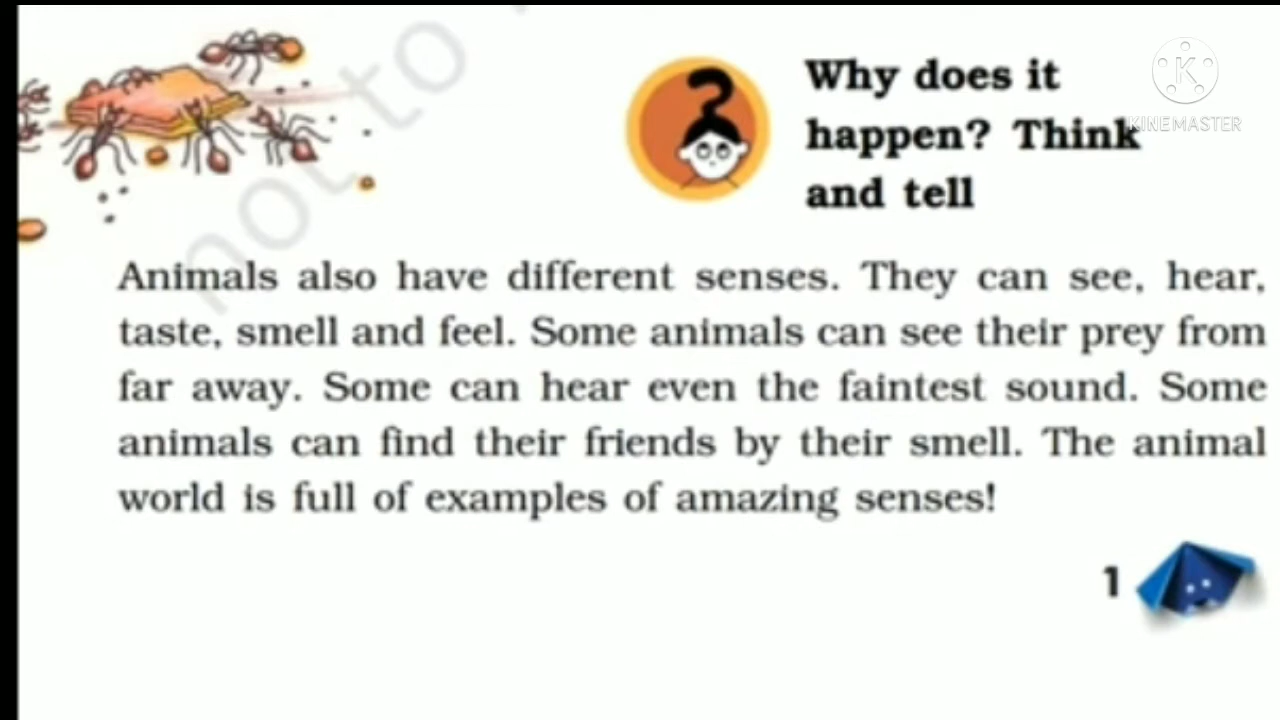 not to
Why does it
happen? Think
and tell
K
KINEMASTER
Animals also have different senses. They can see, hear,
taste, smell and feel. Some animals can see their prey from
far away. Some can hear even the faintest sound. Some
animals can find their friends by their smell. The animal
world is full of examples of amazing senses!
1